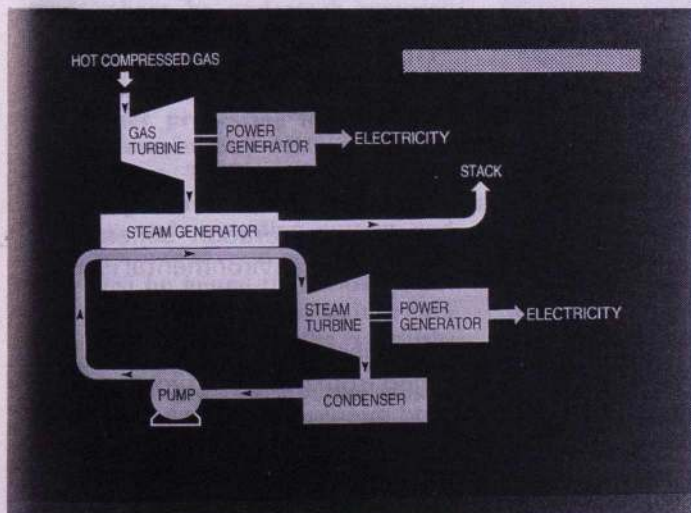 HOT COMPRESSED GAS
GAS
TURBINE
POWER
GENERATOR
ELECTRICITY
STACK
STEAM GENERATOR
STEAM
TURBINE
POWER
GENERATOR
ELECTRICITY
PUMP
CONDENSER